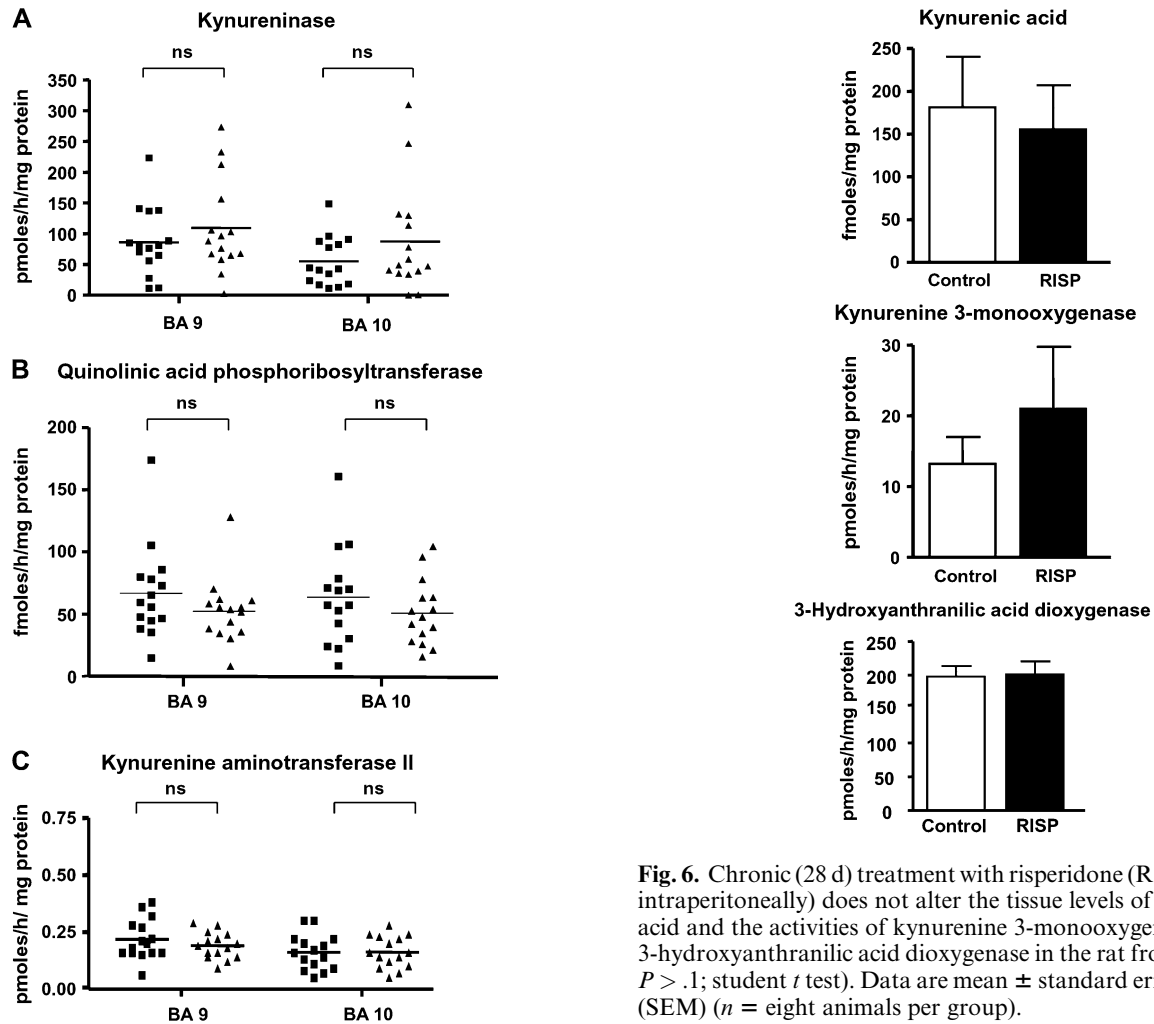 A
Kynureninase
ns
ns
pmoles/h/mg protein
350
300
250
200
150
100
50
0
BA 9
BA 10
B
Quinolinic acid phosphoribosyltransferase
ns
ns
fmoles/h/mg protein
200
150
100
50
0
BA 9
BA 10
C
Kynurenine aminotransferase II
ns
ns
pmoles/h/ mg protein
0.75
0.50
0.25
0.00
BA 9
BA 10
Kynurenic acid
fmoles/mg protein
250
200
150
100
50
0
Control
RISP
Kynurenine 3-monooxygenase
pmoles/h/mg protein
30
20
10
0
Control
RISP
3-Hydroxyanthranilic acid dioxygenase
pmoles/h/mg protein
250
200
150
100
50
0
Control
RISP
Fig. 6. Chronic (28 d) treatment with risperidone (R
intraperitoneally) does not alter the tissue levels of
acid and the activities of kynurenine 3-monooxyge
3-hydroxyanthranilic acid dioxygenase in the rat fro
P > .1; student t test). Data are mean ± standard er
(SEM) (n = eight animals per group).